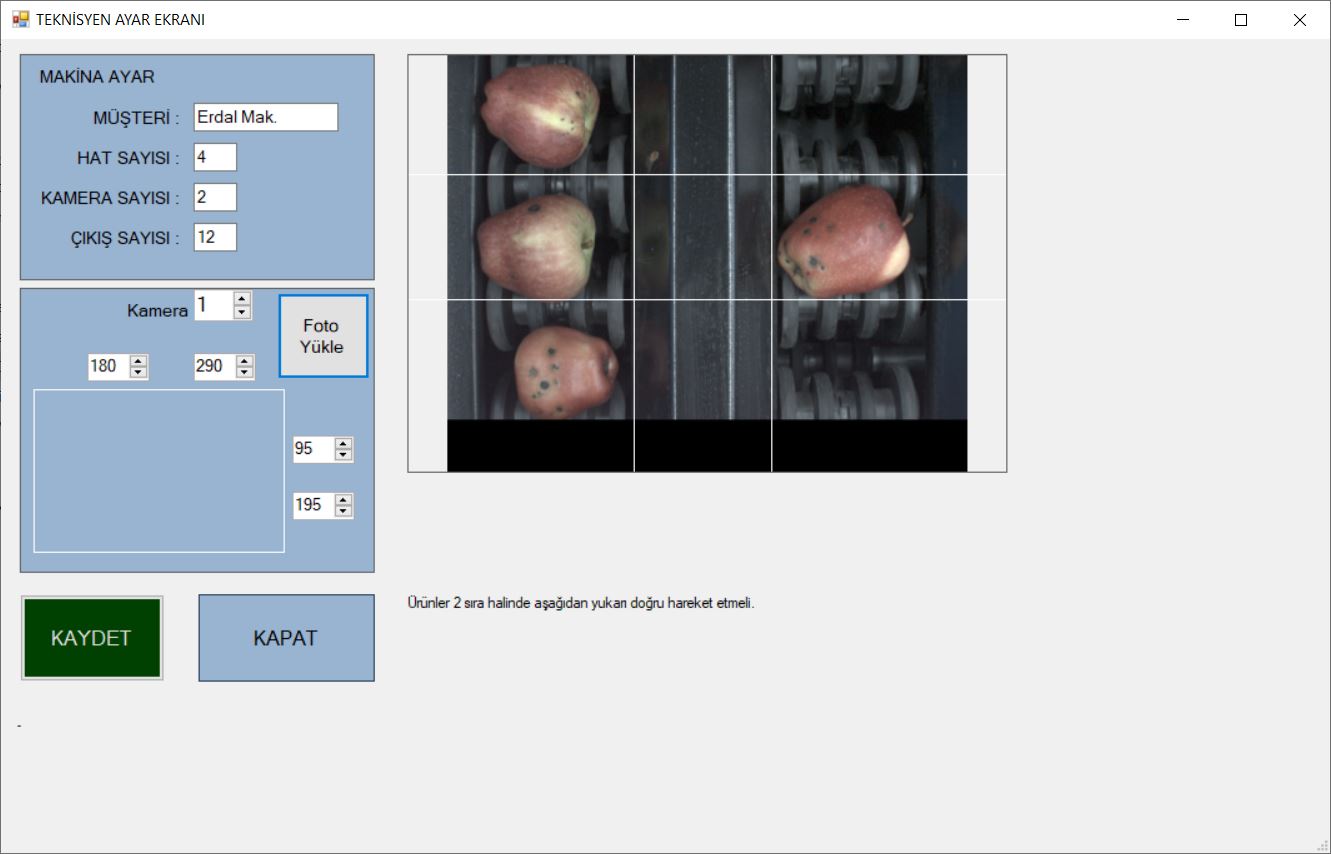 TEKNİSYEN AYAR EKRANI
MAKİNA AYAR
MÜŞTERİ : Erdal Mak.
HAT SAYISI : 4
KAMERA SAYISI : 2
ÇIKIŞ SAYISI : 12
Kamera 1
Foto
Yükle
180 290
95
195
KAYDET
KAPAT
Ürünler 2 sıra halinde aşağıdan yukarı doğru hareket etmeli.
-